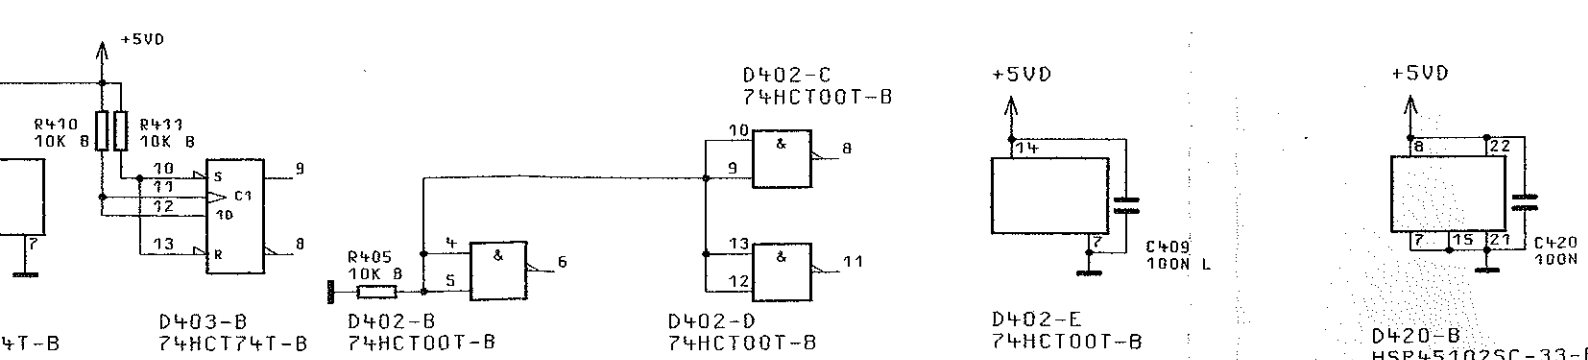 +5VD
R410
10K B
R411
10K B
7
4T-B
10
11
12
13
S
C1
1D
R
9
8
D403-B
74HCT74T-B
R405
10K B
4
5
&
6
D402-B
74HCT00T-B
D402-C
74HCT00T-B
10
9
&
8
13
12
&
11
D402-D
74HCT00T-B
+5VD
14
7
C409
100N L
D402-E
74HCT00T-B
+5VD
8
22
7
15
21
C420
100N
D420-B